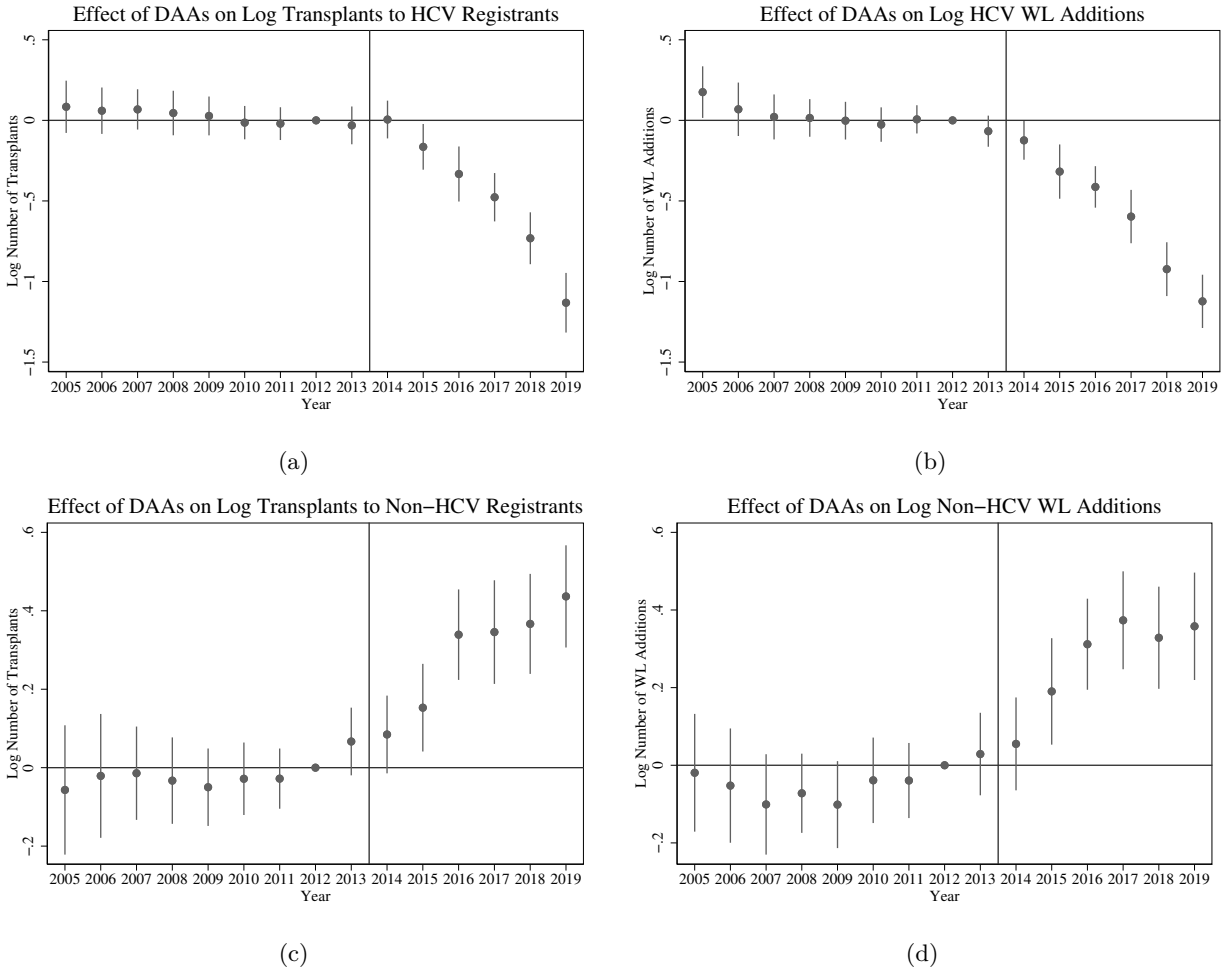 Effect of DAAs on Log Transplants to HCV Registrants
Log Number of Transplants
.5
0
−.5
−1
−1.5
2005 2006 2007 2008 2009 2010 2011 2012 2013 2014 2015 2016 2017 2018 2019
Year
(a)
Effect of DAAs on Log HCV WL Additions
Log Number of WL Additions
.5
0
−.5
−1
−1.5
2005 2006 2007 2008 2009 2010 2011 2012 2013 2014 2015 2016 2017 2018 2019
Year
(b)
Effect of DAAs on Log Transplants to Non−HCV Registrants
Log Number of Transplants
.6
.4
.2
0
−.2
2005 2006 2007 2008 2009 2010 2011 2012 2013 2014 2015 2016 2017 2018 2019
Year
(c)
Effect of DAAs on Log Non−HCV WL Additions
Log Number of WL Additions
.6
.4
.2
0
−.2
2005 2006 2007 2008 2009 2010 2011 2012 2013 2014 2015 2016 2017 2018 2019
Year
(d)